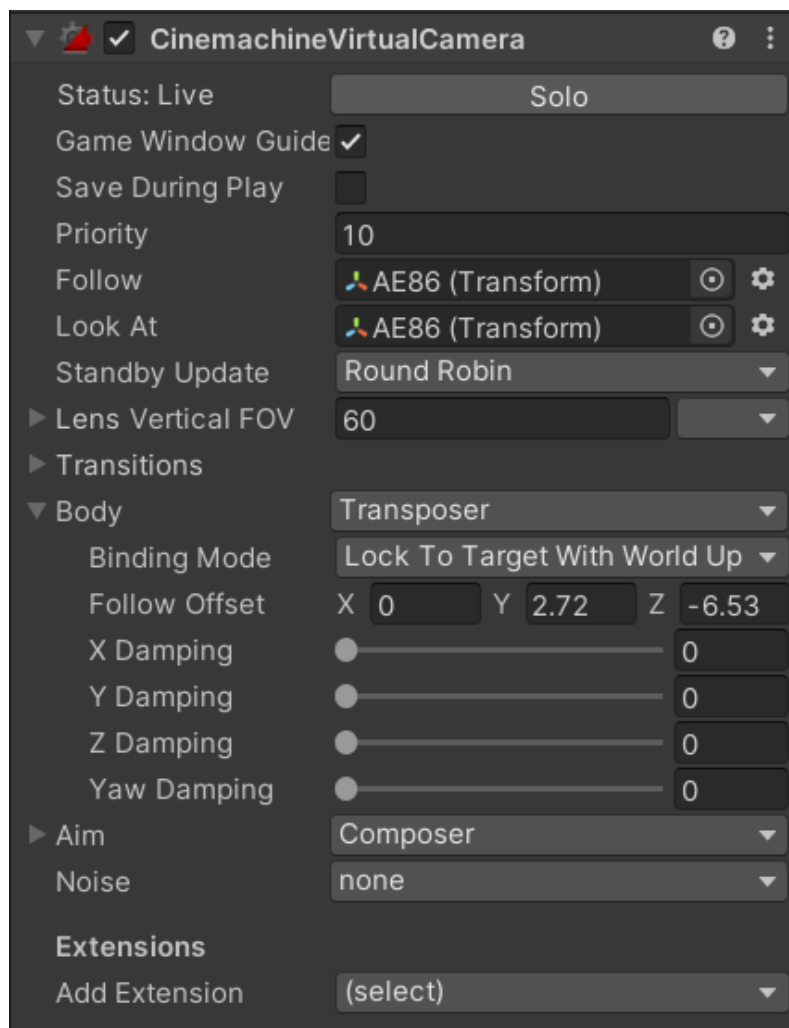 CinemachineVirtualCamera
Status: Live Solo
Game Window Guide
Save During Play
Priority 10
Follow AE86 (Transform)
Look At AE86 (Transform)
Standby Update Round Robin
Lens Vertical FOV 60
Transitions
Body Transposer
Binding Mode Lock To Target With World Up
Follow Offset X 0 Y 2.72 Z -6.53
X Damping 0
Y Damping 0
Z Damping 0
Yaw Damping 0
Aim Composer
Noise none
Extensions
Add Extension (select)